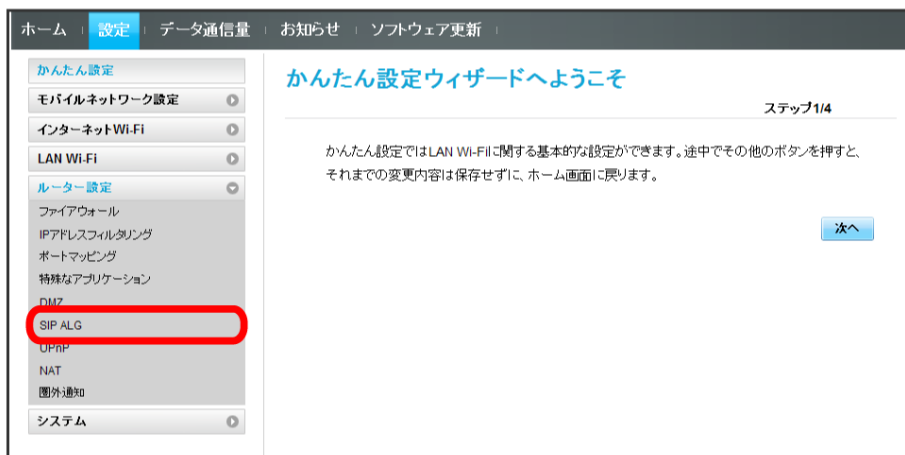 ホーム 設定 データ通信量 お知らせ ソフトウェア更新
かんたん設定
モバイルネットワーク設定
インターネットWi-Fi
LAN Wi-Fi
ルーター設定
ファイアウォール
IPアドレスフィルタリング
ポートマッピング
特殊なアプリケーション
DMZ
SIP ALG
UPnP
NAT
圏外通知
システム
かんたん設定ウィザードへようこそ
ステップ1/4
かんたん設定ではLAN Wi-Fiに関する基本的な設定ができます。途中でその他のボタンを押すと、
それまでの変更内容は保存せずに、ホーム画面に戻ります。
次へ